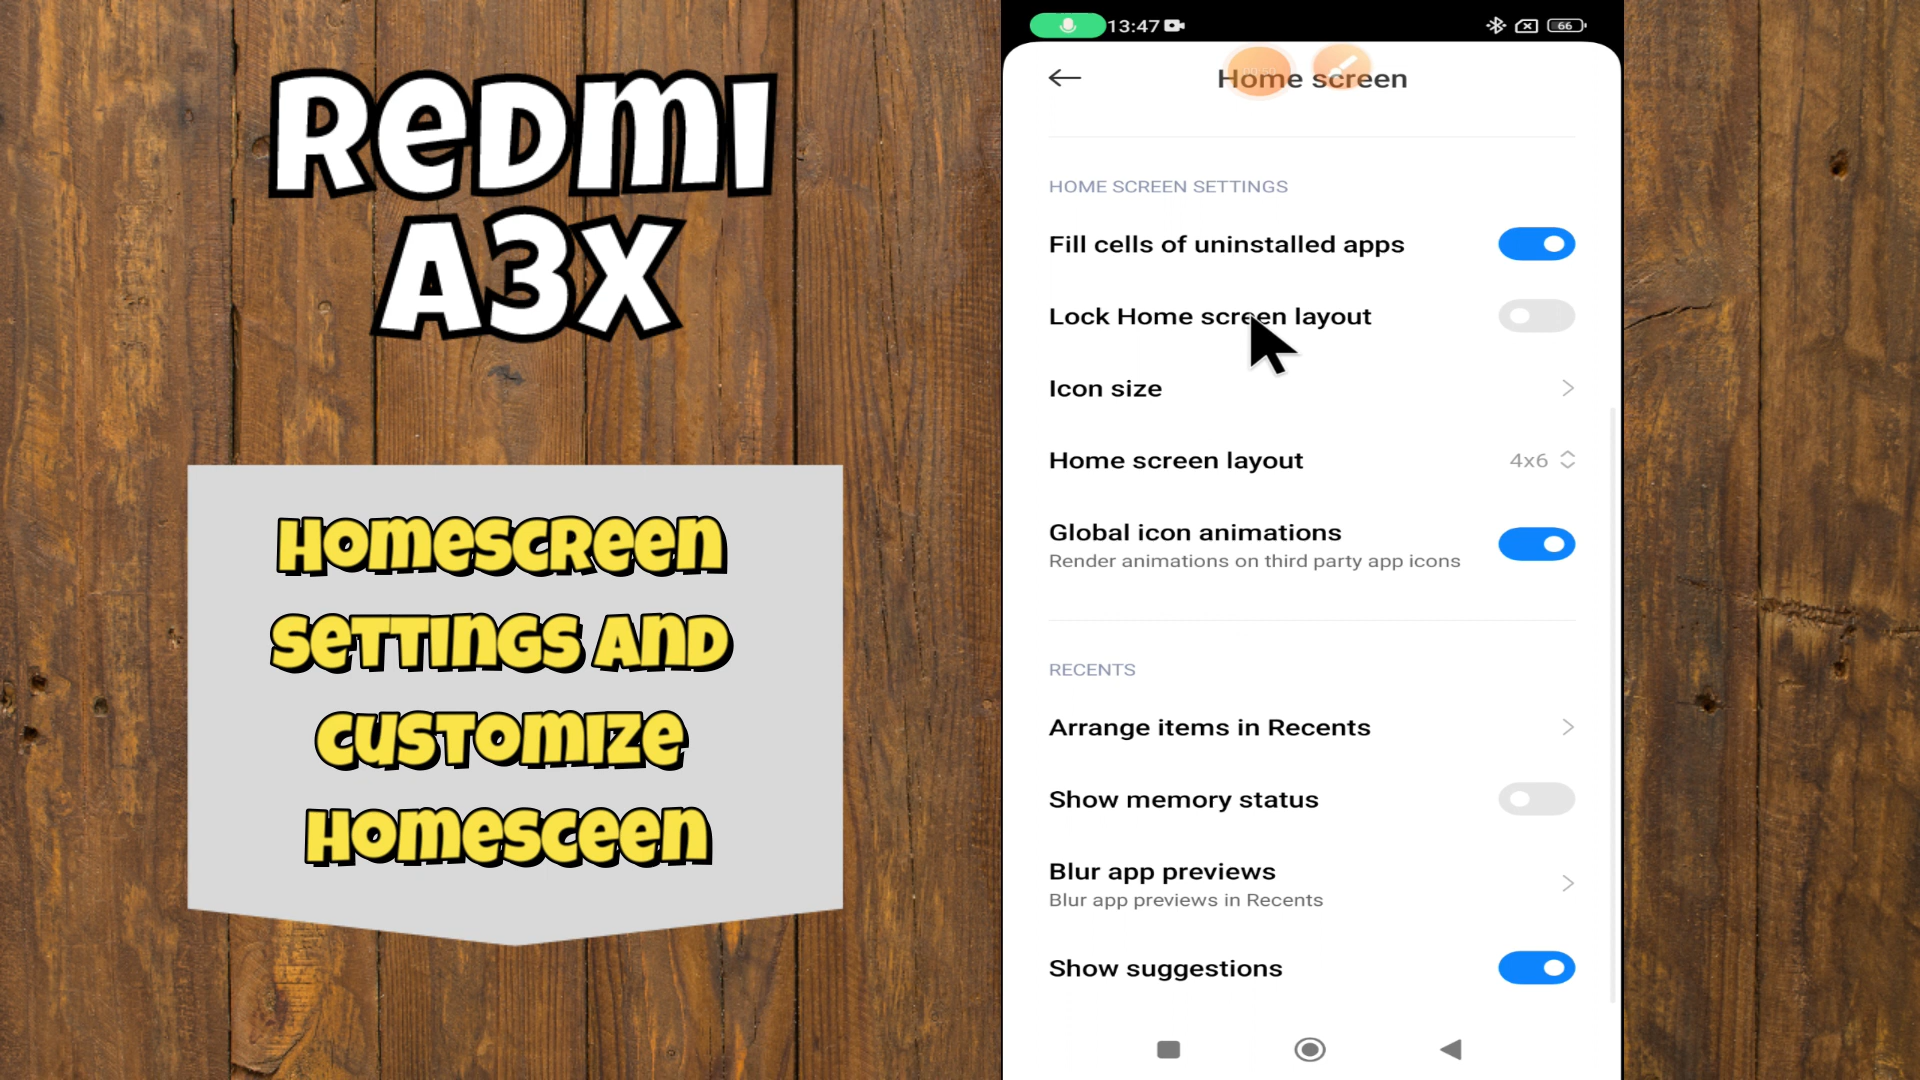 Redmi
A3X
Homescreen
settings and
customize
Homesceen
13:47
66
Home screen
HOME SCREEN SETTINGS
Fill cells of uninstalled apps
Lock Home screen layout
Icon size
Home screen layout
4x6
Global icon animations
Render animations on third party app icons
RECENTS
Arrange items in Recents
Show memory status
Blur app previews
Blur app previews in Recents
Show suggestions